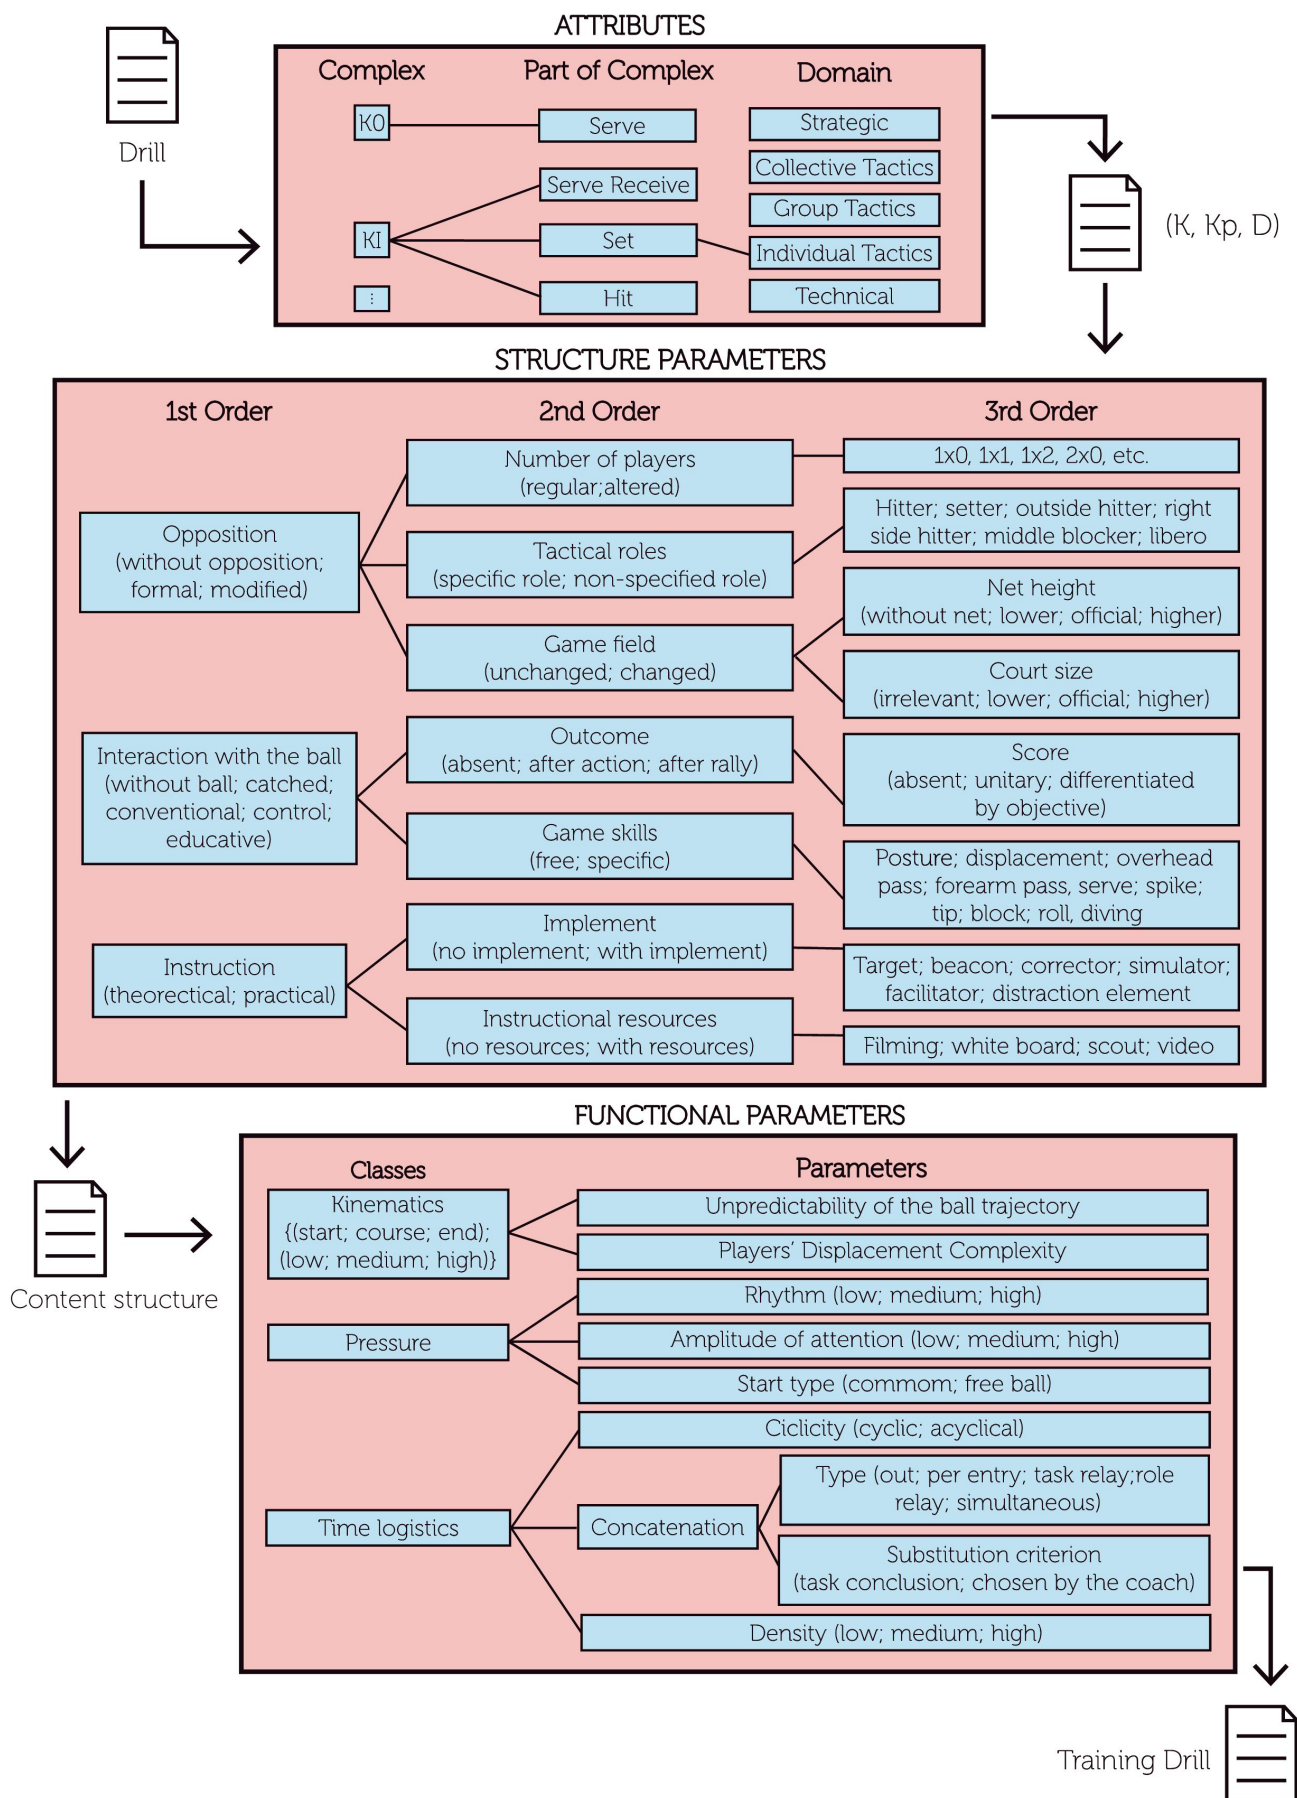 ATTRIBUTES
Drill
Complex
Part of Complex
Domain
K0
Serve
Strategic
Collective Tactics
Serve Receive
Group Tactics
KI
Set
Individual Tactics
⋮
Hit
Technical
(K, Kp, D)
STRUCTURE PARAMETERS
1st Order
2nd Order
3rd Order
Opposition
(without opposition;
formal; modified)
Number of players
(regular;altered)
1x0, 1x1, 1x2, 2x0, etc.
Tactical roles
(specific role; non-specified role)
Hitter; setter; outside hitter; right
side hitter; middle blocker; libero
Game field
(unchanged; changed)
Net height
(without net; lower; official; higher)
Court size
(irrelevant; lower; official; higher)
Interaction with the ball
(without ball; catched;
conventional; control;
educative)
Outcome
(absent; after action; after rally)
Score
(absent; unitary; differentiated
by objective)
Game skills
(free; specific)
Posture; displacement; overhead
pass; forearm pass, serve; spike;
tip; block; roll, diving
Instruction
(theorectical; practical)
Implement
(no implement; with implement)
Target; beacon; corrector; simulator;
facilitator; distraction element
Instructional resources
(no resources; with resources)
Filming; white board; scout; video
FUNCTIONAL PARAMETERS
Content structure
Classes
Parameters
Kinematics
{(start; course; end);
(low; medium; high)}
Unpredictability of the ball trajectory
Players' Displacement Complexity
Pressure
Rhythm (low; medium; high)
Amplitude of attention (low; medium; high)
Start type (commom; free ball)
Time logistics
Ciclicity (cyclic; acyclical)
Concatenation
Type (out; per entry; task relay;role
relay; simultaneous)
Substitution criterion
(task conclusion; chosen by the coach)
Density (low; medium; high)
Training Drill